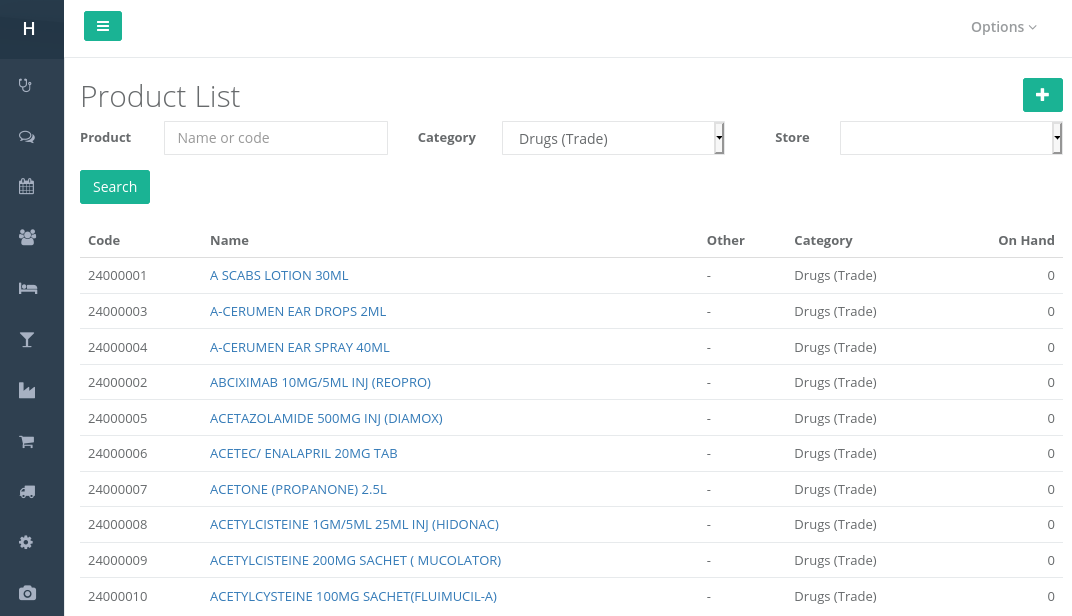 H
Options
Product List
Product Name or code Category Drugs (Trade) Store
Search
Code Name Other Category On Hand
24000001 A SCABS LOTION 30ML - Drugs (Trade) 0
24000003 A-CERUMEN EAR DROPS 2ML - Drugs (Trade) 0
24000004 A-CERUMEN EAR SPRAY 40ML - Drugs (Trade) 0
24000002 ABCIXIMAB 10MG/5ML INJ (REOPRO) - Drugs (Trade) 0
24000005 ACETAZOLAMIDE 500MG INJ (DIAMOX) - Drugs (Trade) 0
24000006 ACETEC/ ENALAPRIL 20MG TAB - Drugs (Trade) 0
24000007 ACETONE (PROPANONE) 2.5L - Drugs (Trade) 0
24000008 ACETYLCISTEINE 1GM/5ML 25ML INJ (HIDONAC) - Drugs (Trade) 0
24000009 ACETYLCISTEINE 200MG SACHET ( MUCOLATOR) - Drugs (Trade) 0
24000010 ACETYLCYSTEINE 100MG SACHET(FLUIMUCIL-A) - Drugs (Trade) 0